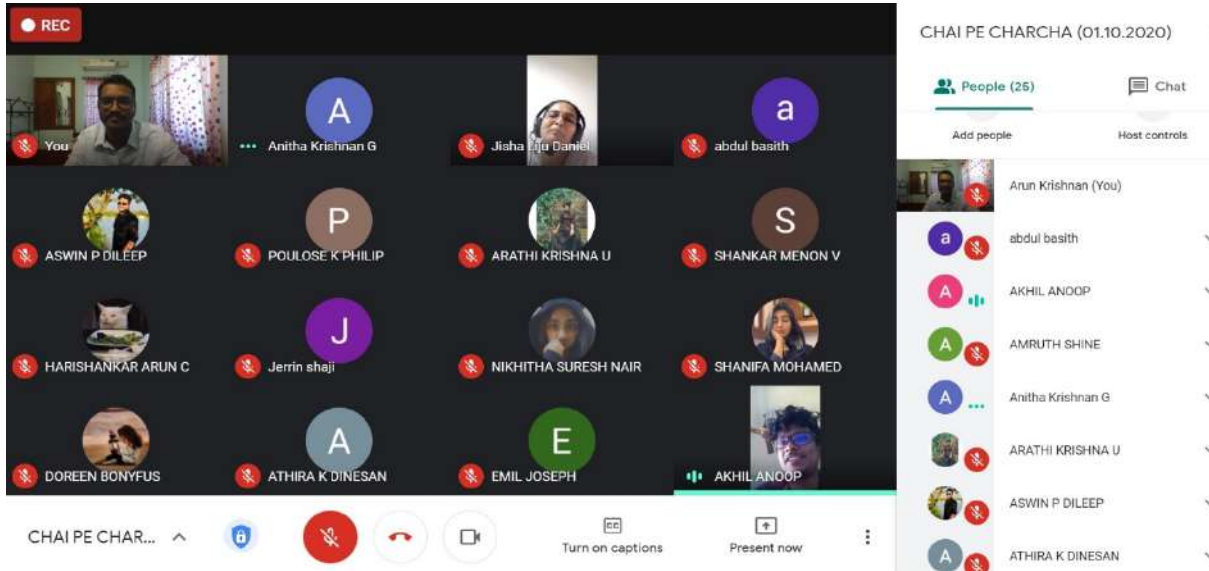 REC
You
Anitha Krishnan G
Jisha Liju Daniel
abdul basith
ASWIN P DILEEP
POULOSE K PHILIP
ARATHI KRISHNA U
SHANKAR MENON V
HARISHANKAR ARUN C
Jerrin shaji
NIKHITHA SURESH NAIR
SHANIFA MOHAMED
DOREEN BONYFUS
ATHIRA K DINESAN
EMIL JOSEPH
AKHIL ANOOP
A
a
P
S
J
A
E
CHAI PE CHAR...
CC
Turn on captions
Present now
CHAI PE CHARCHA (01.10.2020)
People (25)
Chat
Add people
Host controls
Arun Krishnan (You)
a
abdul basith
A
AKHIL ANOOP
A
AMRUTH SHINE
A
Anitha Krishnan G
ARATHI KRISHNA U
ASWIN P DILEEP
A
ATHIRA K DINESAN